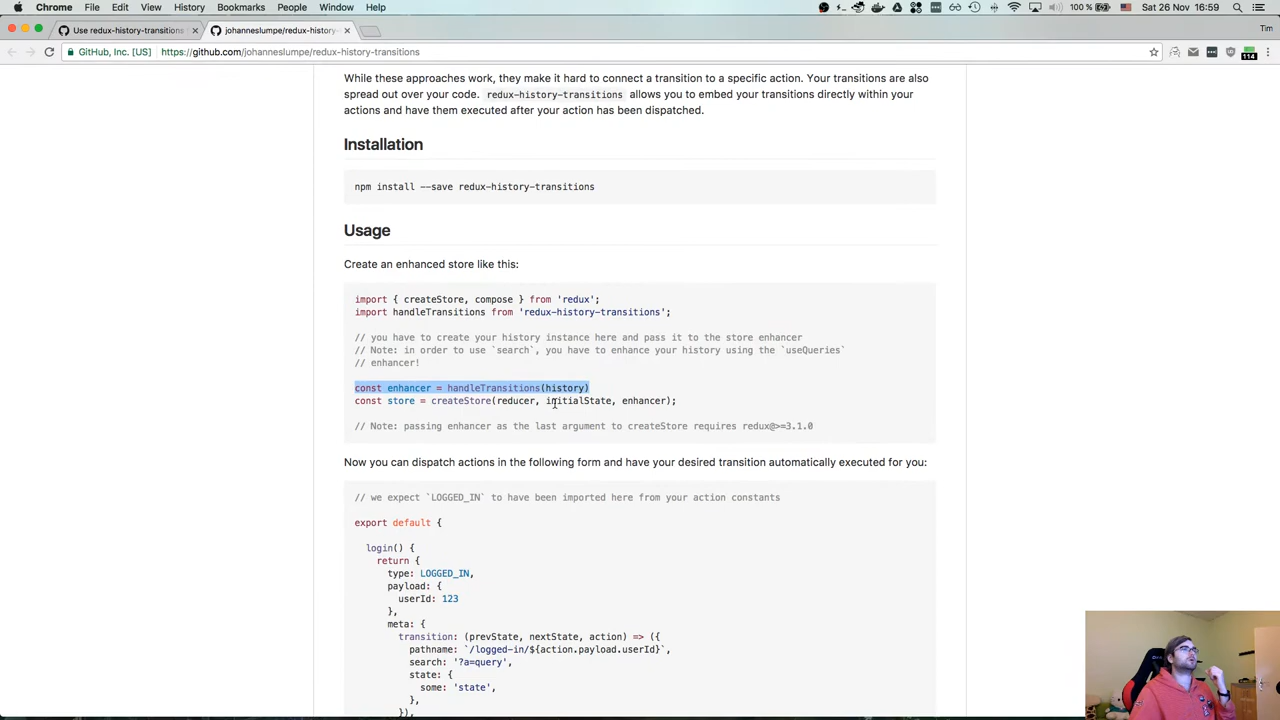 Chrome File Edit View History Bookmarks People Window Help
Sat 26 Nov 16:59
Use redux-history-transitions
johanneslumpe/redux-history-
Tim
GitHub, Inc. [US]
https://github.com/johanneslumpe/redux-history-transitions
114
While these approaches work, they make it hard to connect a transition to a specific action. Your transitions are also
spread out over your code. redux-history-transitions allows you to embed your transitions directly within your
actions and have them executed after your action has been dispatched.
Installation
npm install --save redux-history-transitions
Usage
Create an enhanced store like this:
import { createStore, compose } from 'redux';
import handleTransitions from 'redux-history-transitions';
// you have to create your history instance here and pass it to the store enhancer
// Note: in order to use `search`, you have to enhance your history using the `useQueries`
// enhancer!
const enhancer = handleTransitions(history)
const store = createStore(reducer, initialState, enhancer);
// Note: passing enhancer as the last argument to createStore requires redux@>=3.1.0
Now you can dispatch actions in the following form and have your desired transition automatically executed for you:
// we expect `LOGGED_IN` to have been imported here from your action constants
export default {
login() {
return {
type: LOGGED_IN,
payload: {
userId: 123
},
meta: {
transition: (prevState, nextState, action) => ({
pathname: `/logged-in/${action.payload.userId}`,
search: '?a=query',
state: {
some: 'state',
},
}),